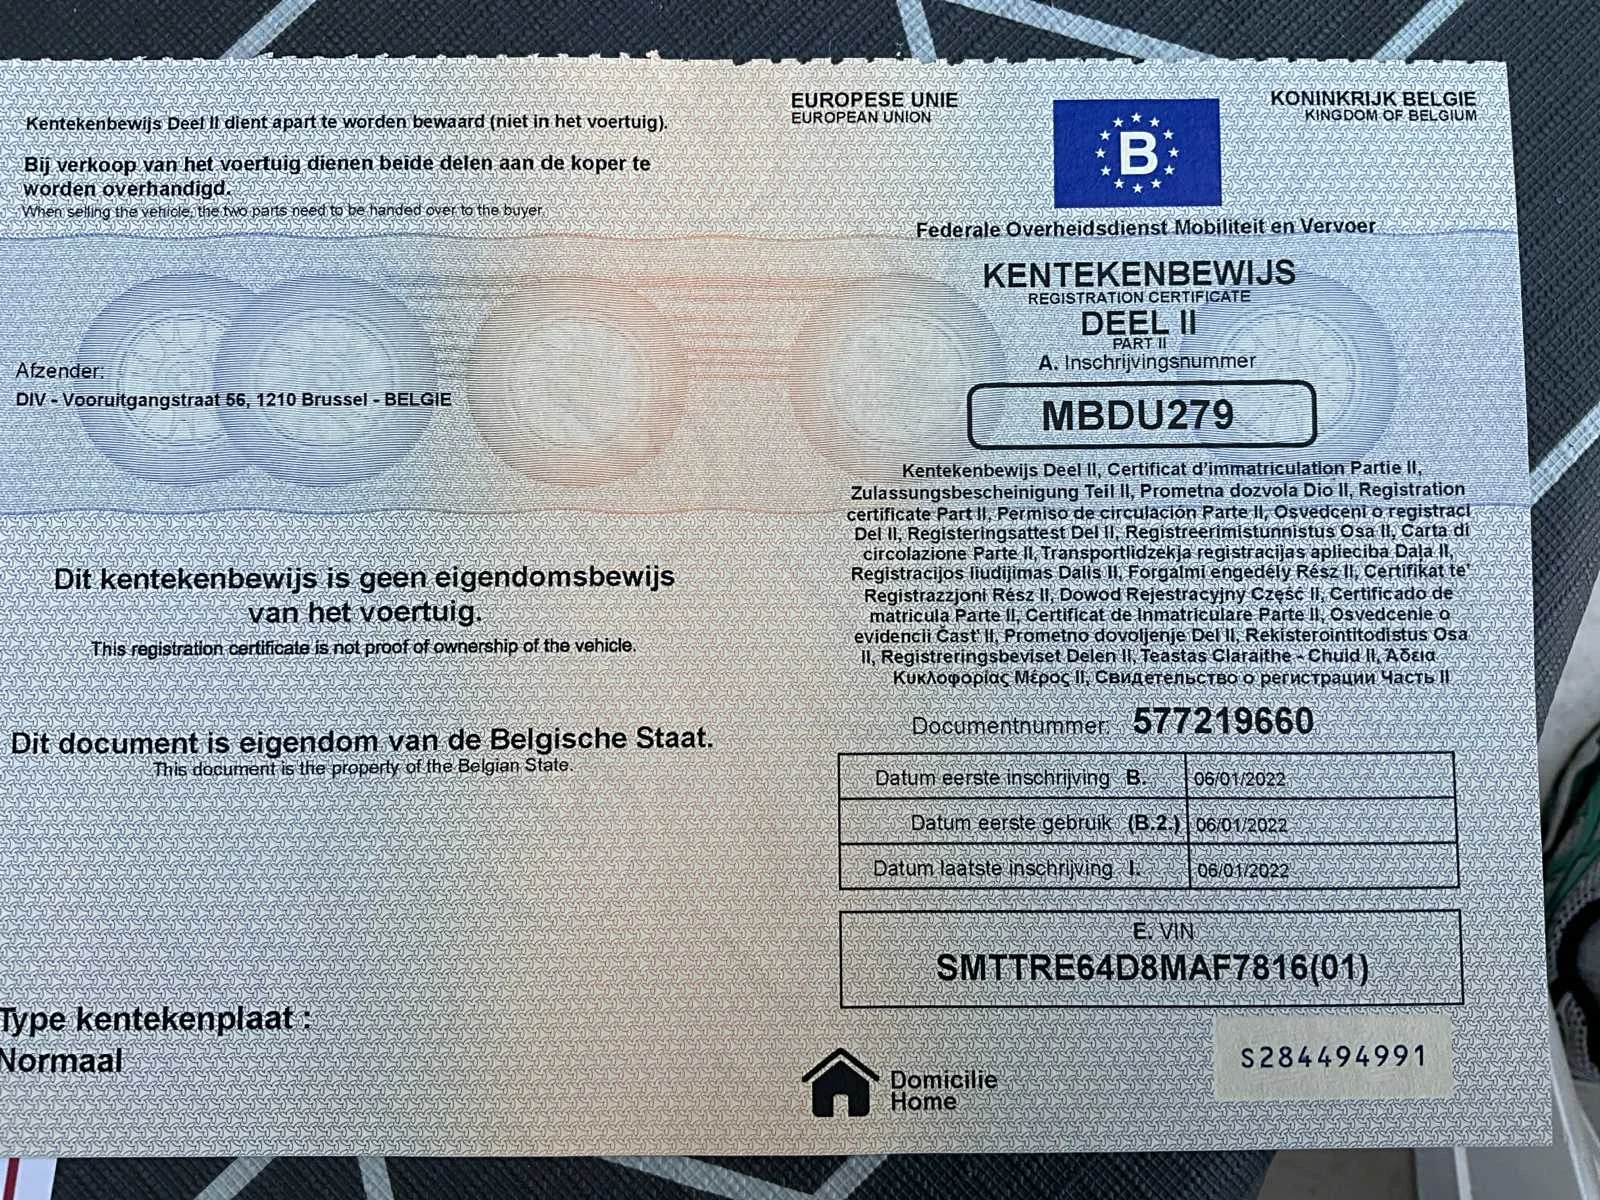 Kentekenbewijs Deel II dient apart te worden bewaard (niet in het voertuig).
Bij verkoop van het voertuig dienen beide delen aan de koper te
worden overhandigd.
When selling the vehicle, the two parts need to be handed over to the buyer.
Afzender:
DIV - Vooruitgangstraat 56, 1210 Brussel - BELGIE
Dit kentekenbewijs is geen eigendomsbewijs
van het voertuig.
This registration certificate is not proof of ownership of the vehicle.
Dit document is eigendom van de Belgische Staat.
This document is the property of the Belgian State.
Type kentekenplaat :
Normaal
EUROPESE UNIE
EUROPEAN UNION
B
KONINKRIJK BELGIE
KINGDOM OF BELGIUM
Federale Overheidsdienst Mobiliteit en Vervoer
KENTEKENBEWIJS
REGISTRATION CERTIFICATE
DEEL II
PART II
A. Inschrijvingsnummer
MBDU279
Kentekenbewijs Deel II, Certificat d'immatriculation Partie II,
Zulassungsbescheinigung Teil II, Prometna dozvola Dio II, Registration
certificate Part II, Permiso de circulación Parte II, Osvedceni o registraci
Del II, Registeringsattest Del II, Registreerimistunnistus Osa II, Carta di
circolazione Parte II, Transportlidzekja registracijas aplieciba Daļa II,
Registracijos liudijimas Dalis II, Forgalmi engedély Rész II, Certifikat ta'
Registrazzjoni Rész II, Dowod Rejestracyjny Część II, Certificado de
matricula Parte II, Certificat de Inmatriculare Parte II, Osvedcenie o
evidencii Časť II, Prometno dovoljenje Del II, Rekisterointitodistus Osa
II, Registreringsbeviset Delen II, Teastas Claraithe - Chuid II, Άδεια
Κυκλοφορίας Μέρος II, Свидетельство о регистрации Часть II
Documentnummer: 577219660
Datum eerste inschrijving B. 06/01/2022
Datum eerste gebruik (B.2.) 06/01/2022
Datum laatste inschrijving I. 06/01/2022
E. VIN
SMTTRE64D8MAF7816(01)
Domicilie
Home
S284494991